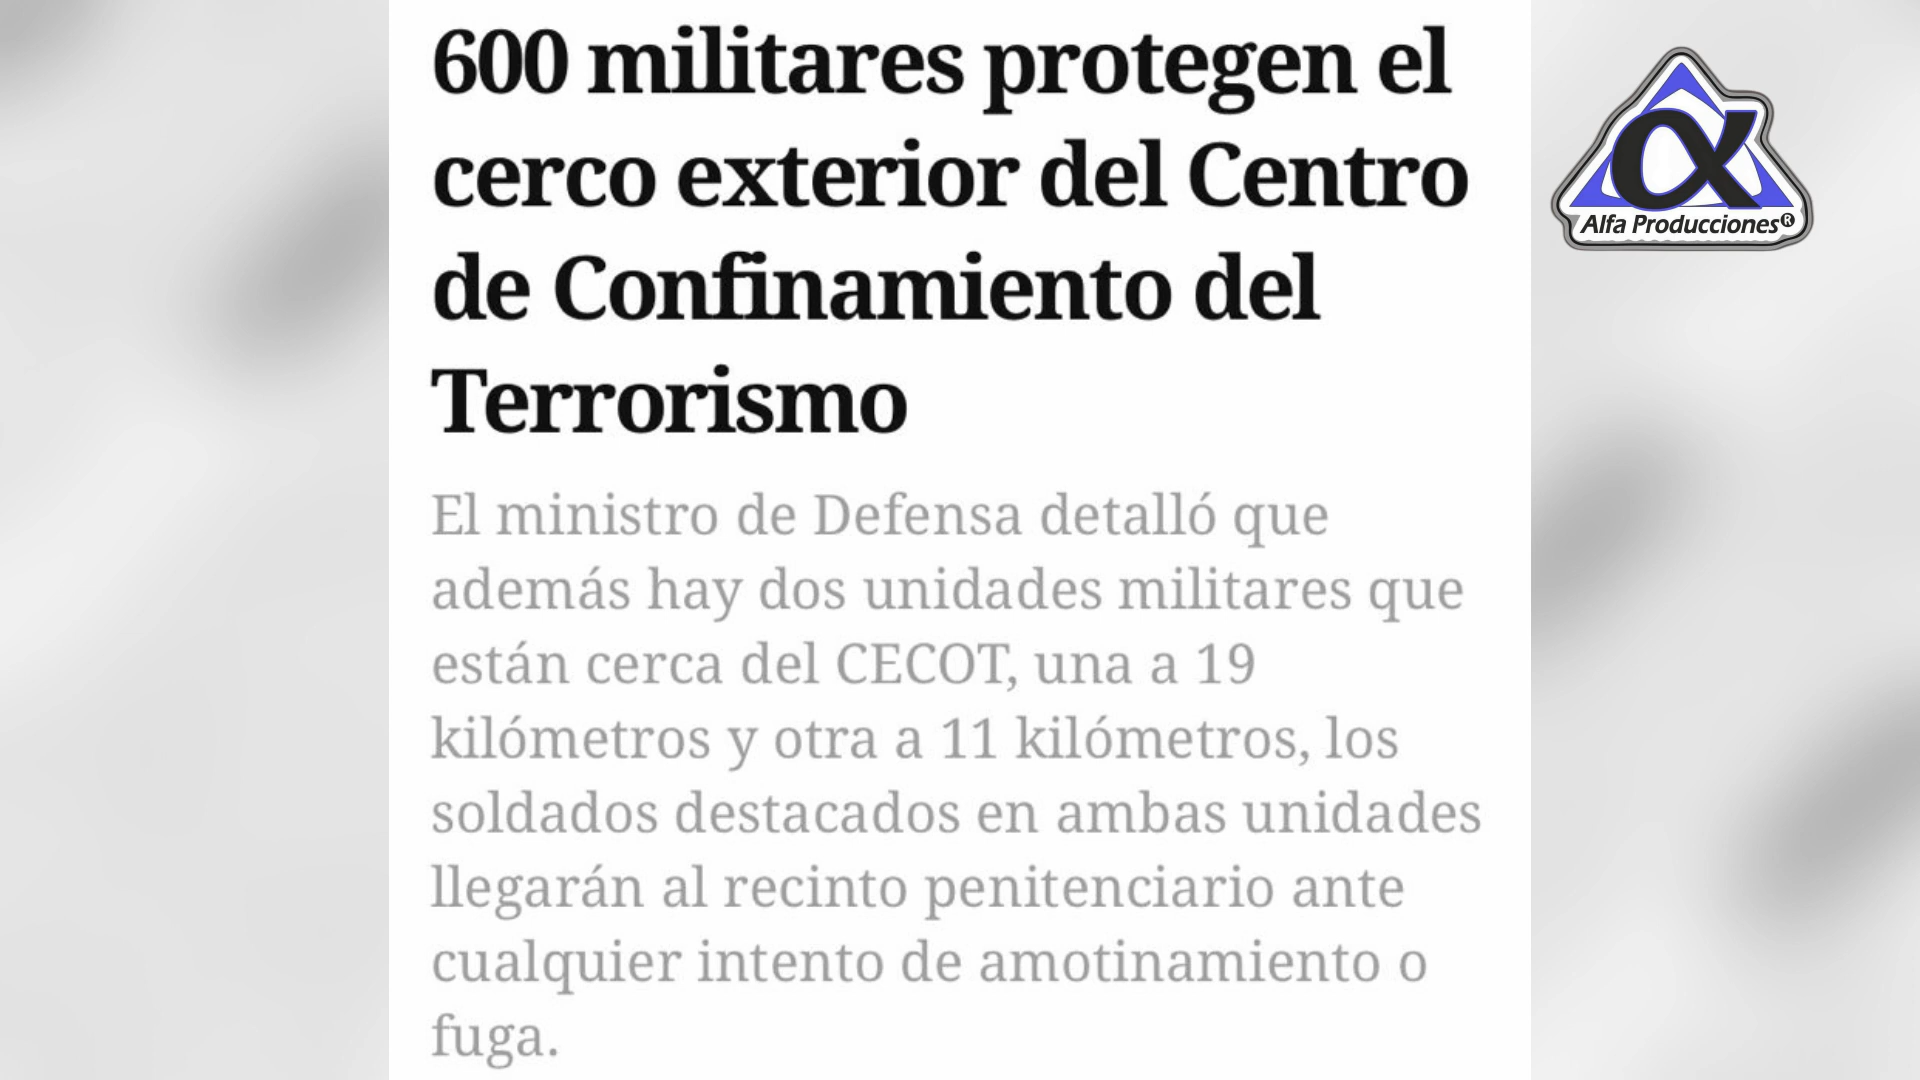 600 militares protegen el
cerco exterior del Centro
de Confinamiento del
Terrorismo
El ministro de Defensa detalló que
además hay dos unidades militares que
están cerca del CECOT, una a 19
kilómetros y otra a 11 kilómetros, los
soldados destacados en ambas unidades
llegarán al recinto penitenciario ante
cualquier intento de amotinamiento o
fuga.
α
Alfa Producciones®